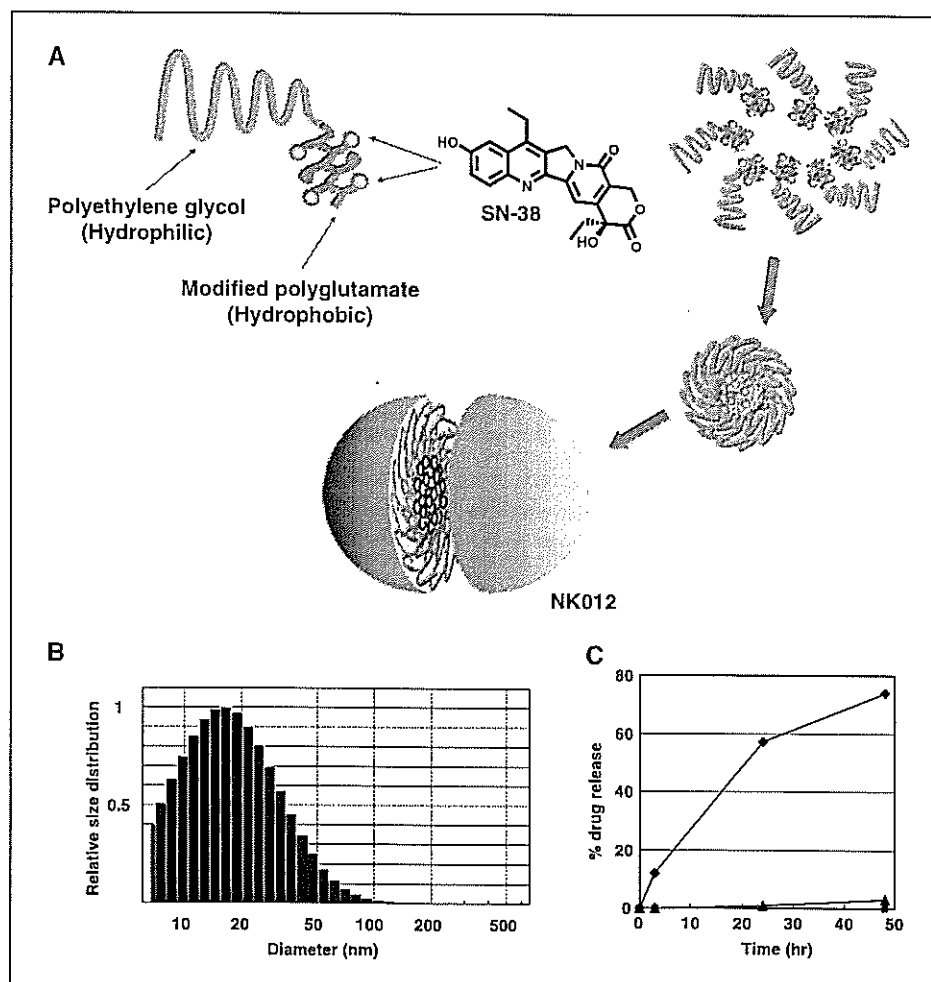 A
Polyethylene glycol
(Hydrophilic)
Modified polyglutamate
(Hydrophobic)
HO
N
N
O
O
O
HO
SN-38
NK012
B
Relative size distribution
1
0.5
10
20
50
100
200
500
Diameter (nm)
C
% drug release
80
60
40
20
0
0
10
20
30
40
50
Time (hr)